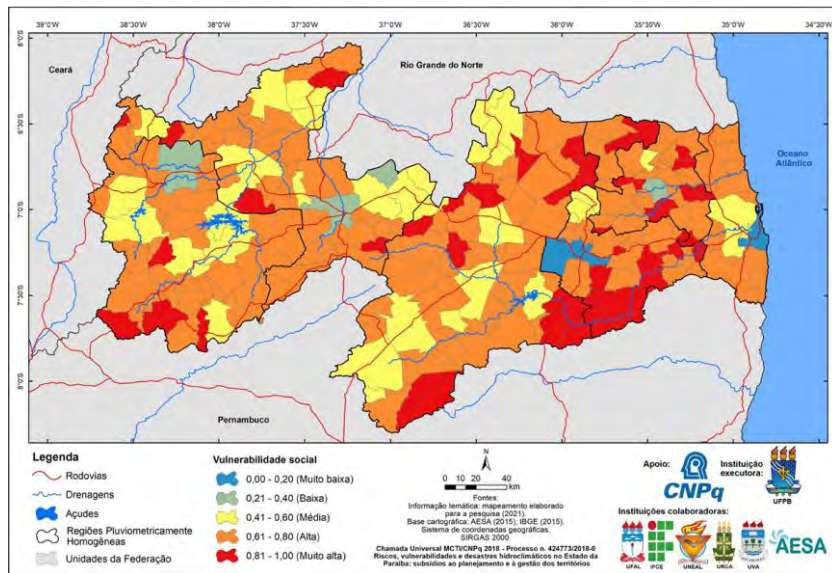 39°0'W 38°30'W 38°0'W 37°30'W 37°0'W 36°30'W 36°0'W 35°30'W 35°0'W 34°30'W
6°0'S
6°30'S
7°0'S
7°30'S
8°0'S
Ceará
Rio Grande do Norte
Oceano
Atlântico
Pernambuco
Legenda
Rodovias
Drenagens
Açudes
Regiões Pluviometricamente
Homogêneas
Unidades da Federação
Vulnerabilidade social
0,00 - 0,20 (Muito baixa)
0,21 - 0,40 (Baixa)
0,41 - 0,60 (Média)
0,61 - 0,80 (Alta)
0,81 - 1,00 (Muito alta)
N
0 10 20 40
km
Fontes:
Informação temática: mapeamento elaborado
para a pesquisa (2021).
Base cartográfica: AESA (2015); IBGE (2015).
Sistema de coordenadas geográficas.
SIRGAS 2000.
Chamada Universal MCTI/CNPq 2018 - Processo n. 424773/2018-0
Riscos, vulnerabilidades e desastres hidroclimáticos no Estado da
Paraíba: subsídios ao planejamento e à gestão dos territórios
Apoio:
CNPq
Instituição
executora:
UFPB
Instituições colaboradoras:
UFAL IFCE UNEAL URCA UVA
AESA